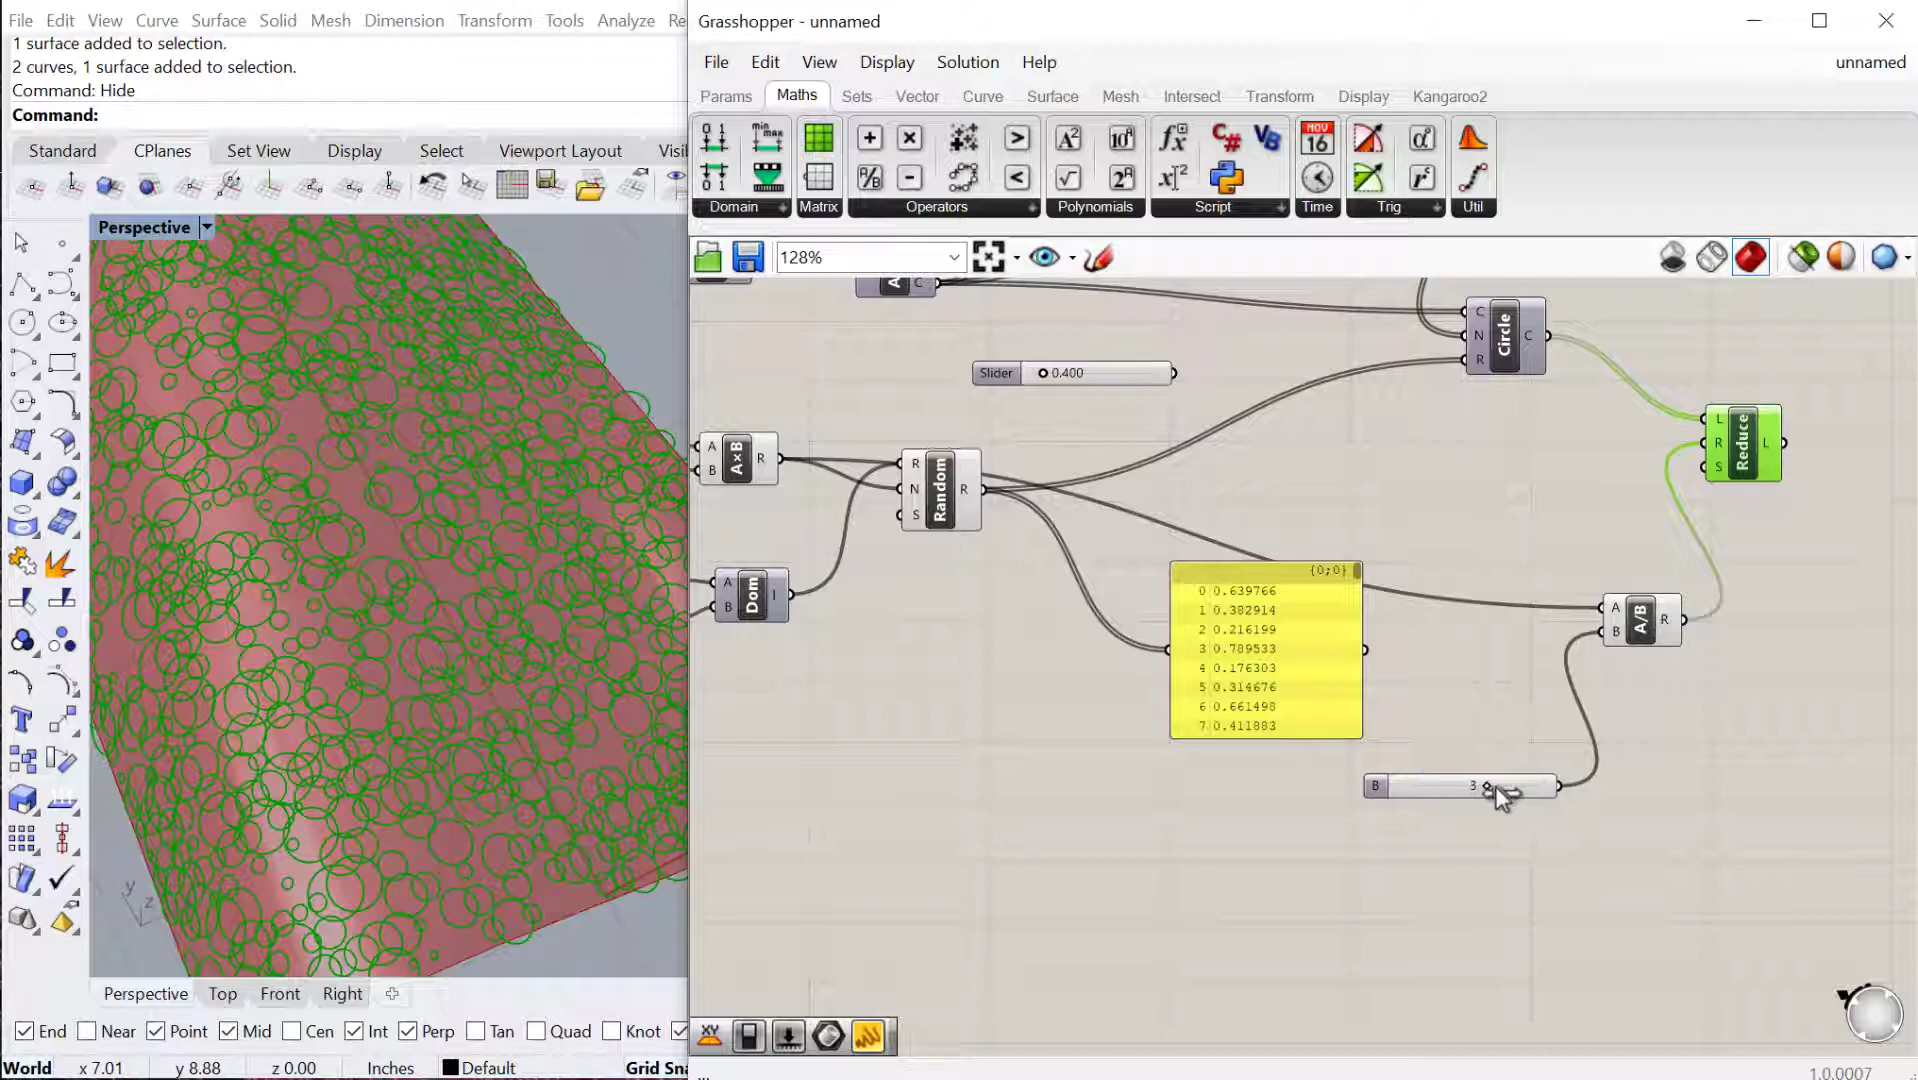 File Edit View Curve Surface Solid Mesh Dimension Transform Tools Analyze Re
1 surface added to selection.
2 curves, 1 surface added to selection.
Command: Hide
Command:
Standard CPlanes Set View Display Select Viewport Layout Visi
Perspective
Perspective Top Front Right
End Near Point Mid Cen Int Perp Tan Quad Knot
World x 7.01 y 8.88 z 0.00 Inches Default Grid Sna
y
z
Grasshopper - unnamed
File Edit View Display Solution Help unnamed
Params Maths Sets Vector Curve Surface Mesh Intersect Transform Display Kangaroo2
Domain Matrix Operators Polynomials Script Time Trig Util
128%
A C
C
N Circle C
R
Slider 0.400
L
R Reduce L
S
A
B A×B R
R
N Random R
S
A
B Dom I
{0;0}
0 0.639766
1 0.382914
2 0.216199
3 0.789533
4 0.176303
5 0.314676
6 0.661498
7 0.411883
A
B A/B R
B 3
1.0.0007